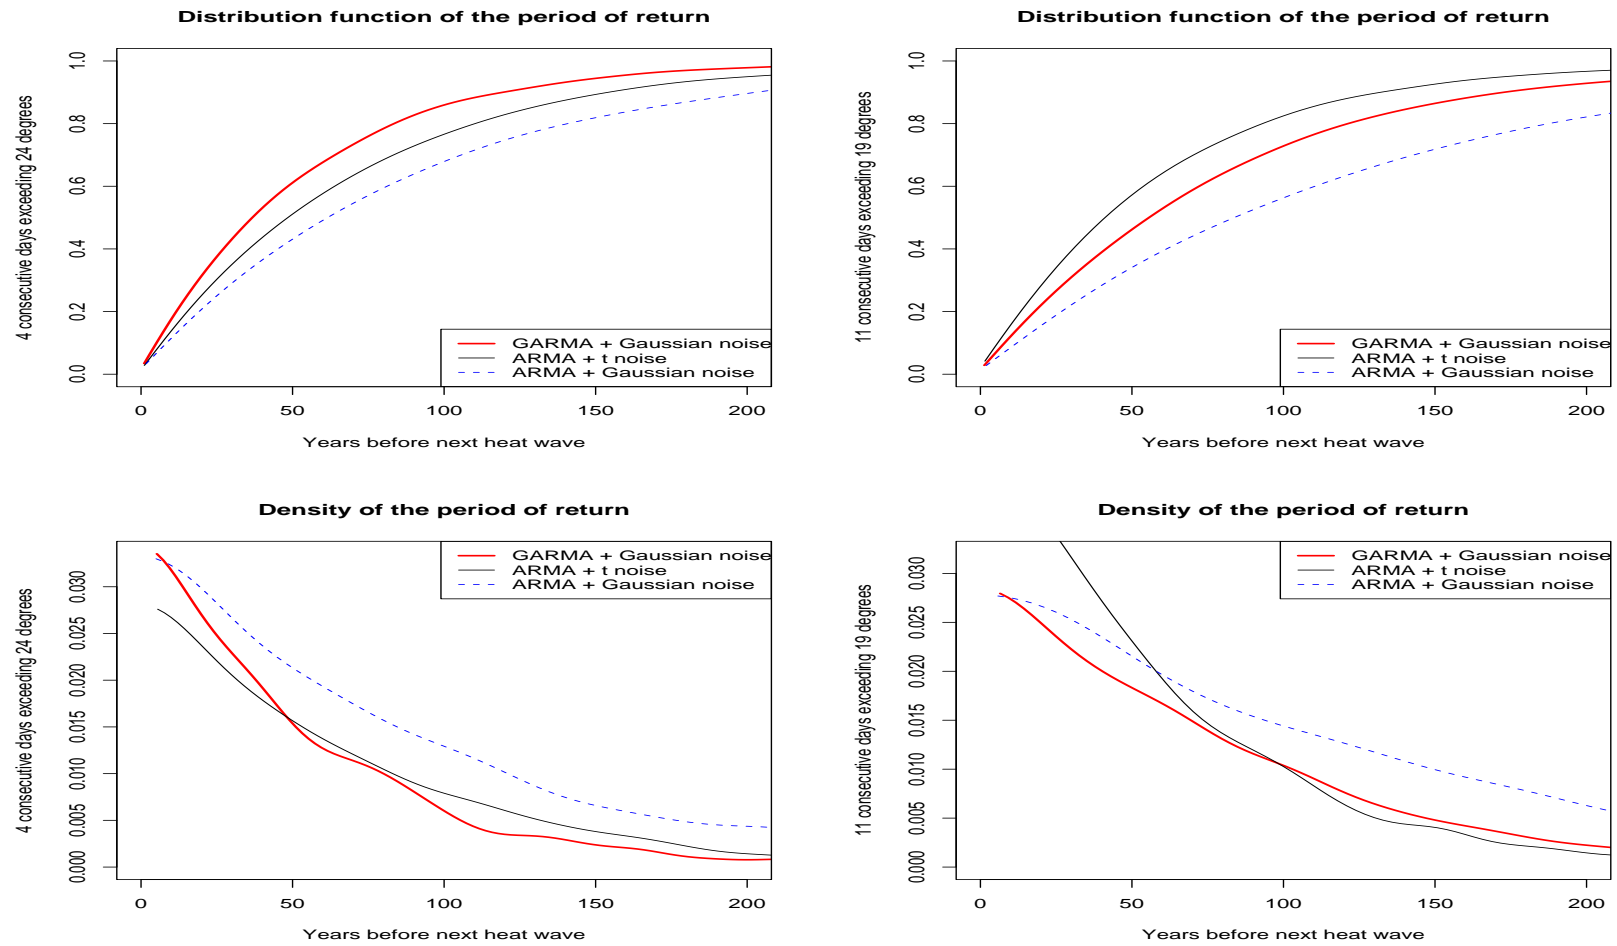 Distribution function of the period of return
4 consecutive days exceeding 24 degrees
1.0
0.8
0.6
0.4
0.2
0.0
GARMA + Gaussian noise
ARMA + t noise
ARMA + Gaussian noise
0 50 100 150 200
Years before next heat wave
Distribution function of the period of return
11 consecutive days exceeding 19 degrees
1.0
0.8
0.6
0.4
0.2
0.0
GARMA + Gaussian noise
ARMA + t noise
ARMA + Gaussian noise
0 50 100 150 200
Years before next heat wave
Density of the period of return
4 consecutive days exceeding 24 degrees
0.030
0.025
0.020
0.015
0.010
0.005
0.000
GARMA + Gaussian noise
ARMA + t noise
ARMA + Gaussian noise
0 50 100 150 200
Years before next heat wave
Density of the period of return
11 consecutive days exceeding 19 degrees
0.030
0.025
0.020
0.015
0.010
0.005
0.000
GARMA + Gaussian noise
ARMA + t noise
ARMA + Gaussian noise
0 50 100 150 200
Years before next heat wave